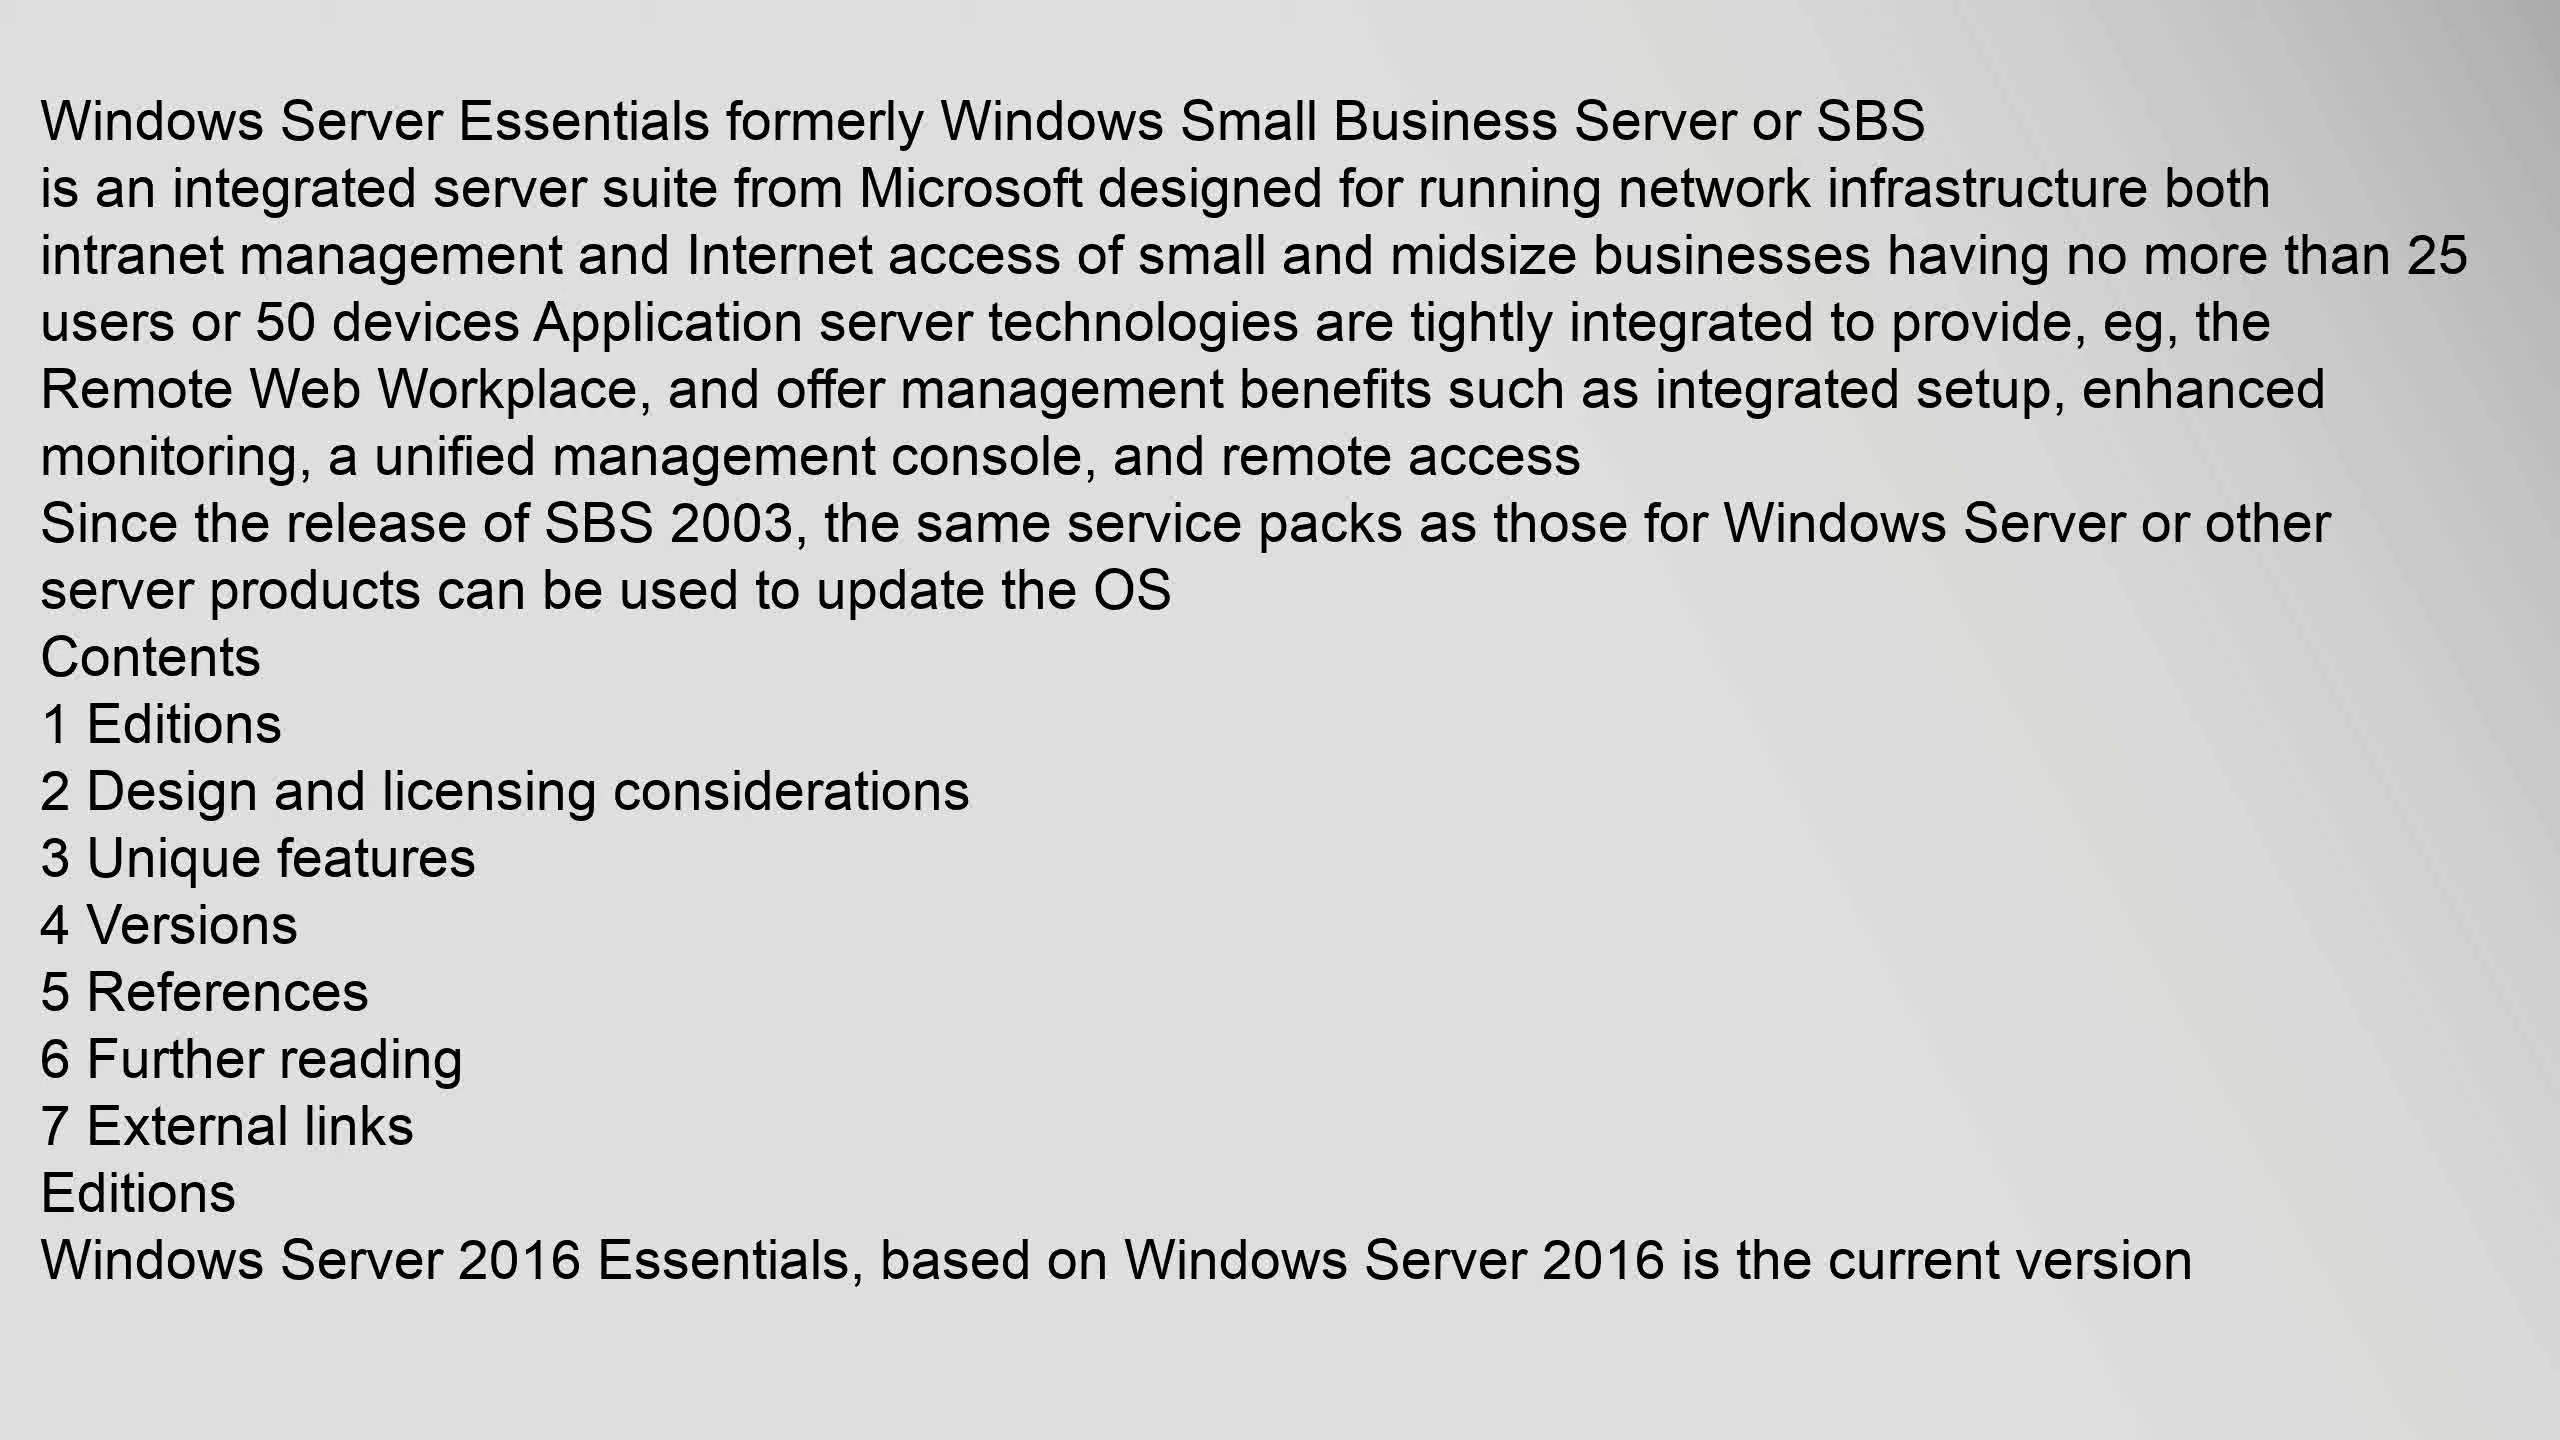 Windows Server Essentials formerly Windows Small Business Server or SBS
is an integrated server suite from Microsoft designed for running network infrastructure both
intranet management and Internet access of small and midsize businesses having no more than 25
users or 50 devices Application server technologies are tightly integrated to provide, eg, the
Remote Web Workplace, and offer management benefits such as integrated setup, enhanced
monitoring, a unified management console, and remote access
Since the release of SBS 2003, the same service packs as those for Windows Server or other
server products can be used to update the OS
Contents
1 Editions
2 Design and licensing considerations
3 Unique features
4 Versions
5 References
6 Further reading
7 External links
Editions
Windows Server 2016 Essentials, based on Windows Server 2016 is the current version